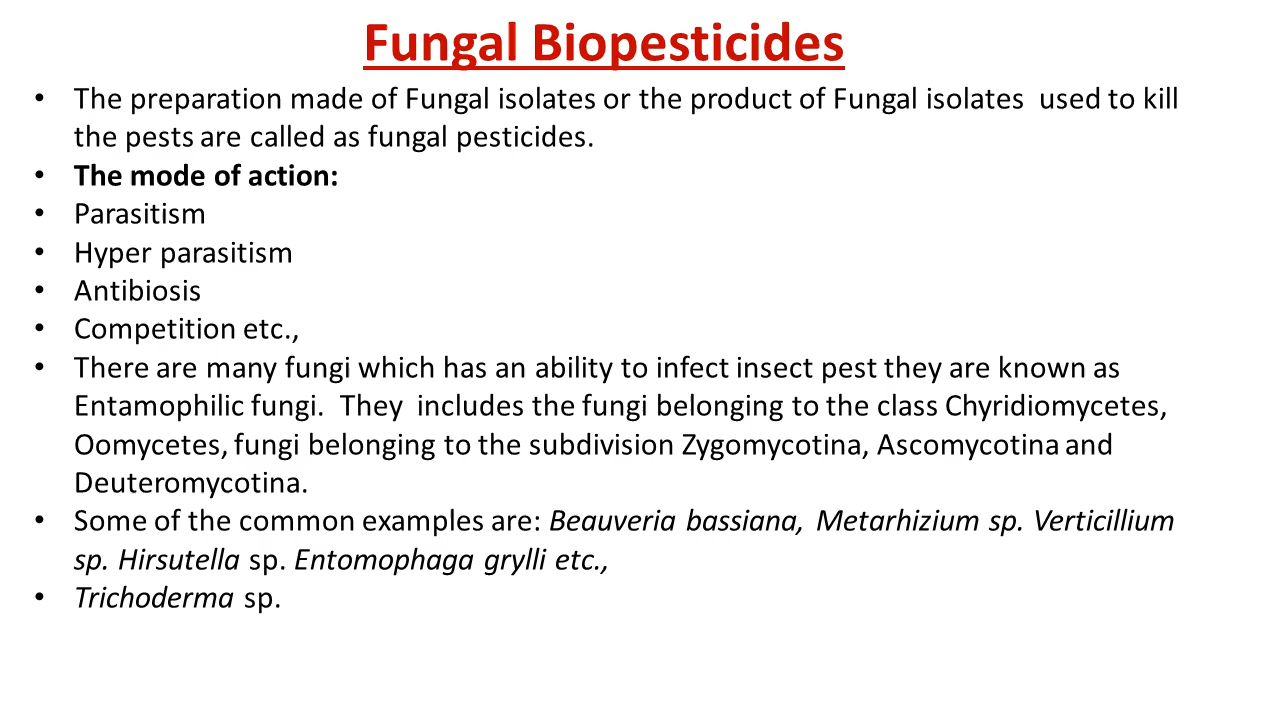 Fungal Biopesticides
• The preparation made of Fungal isolates or the product of Fungal isolates  used to kill
the pests are called as fungal pesticides.
• The mode of action:
• Parasitism
• Hyper parasitism
• Antibiosis
• Competition etc.,
• There are many fungi which has an ability to infect insect pest they are known as
Entamophilic fungi.  They  includes the fungi belonging to the class Chyridiomycetes,
Oomycetes, fungi belonging to the subdivision Zygomycotina, Ascomycotina and
Deuteromycotina.
• Some of the common examples are: Beauveria bassiana,  Metarhizium sp. Verticillium
sp. Hirsutella sp. Entomophaga grylli etc.,
• Trichoderma sp.